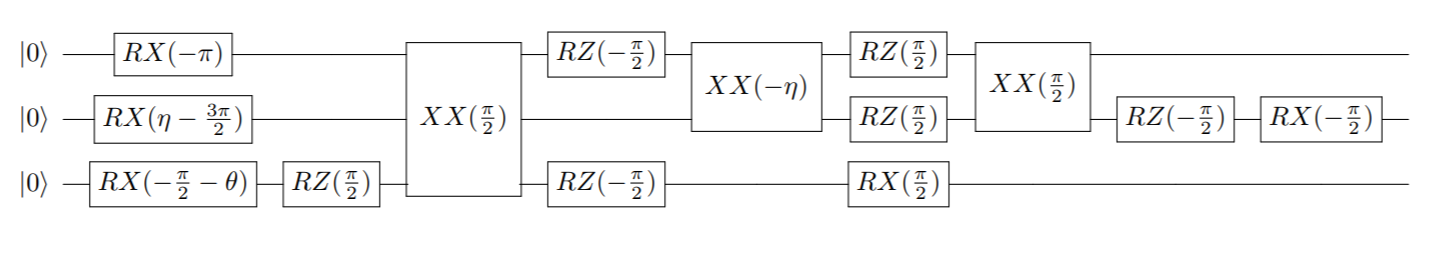 |0⟩ RX(−π) RZ(−π/2) RZ(π/2)
XX(−η) XX(π/2)
|0⟩ RX(η − 3π/2) XX(π/2) RZ(π/2) RZ(−π/2) RX(−π/2)
|0⟩ RX(−π/2 − θ) RZ(π/2) RZ(−π/2) RX(π/2)